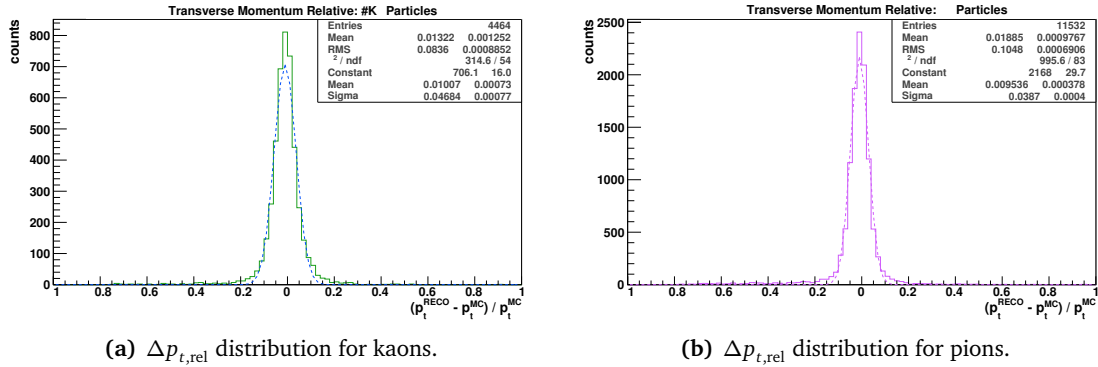 Transverse Momentum Relative: #K Particles
counts
Entries 4464
Mean 0.01322 0.001252
RMS 0.0836 0.0008852
2 / ndf 314.6 / 54
Constant 706.1 16.0
Mean 0.01007 0.00073
Sigma 0.04684 0.00077
800
700
600
500
400
300
200
100
0
1 0.8 0.6 0.4 0.2 0 0.2 0.4 0.6 0.8 1
(p_t^RECO - p_t^MC) / p_t^MC
(a) Δp_{t,rel} distribution for kaons.
Transverse Momentum Relative: Particles
counts
Entries 11532
Mean 0.01885 0.0009767
RMS 0.1048 0.0006906
2 / ndf 995.6 / 83
Constant 2168 29.7
Mean 0.009536 0.000378
Sigma 0.0387 0.0004
2500
2000
1500
1000
500
0
1 0.8 0.6 0.4 0.2 0 0.2 0.4 0.6 0.8 1
(p_t^RECO - p_t^MC) / p_t^MC
(b) Δp_{t,rel} distribution for pions.